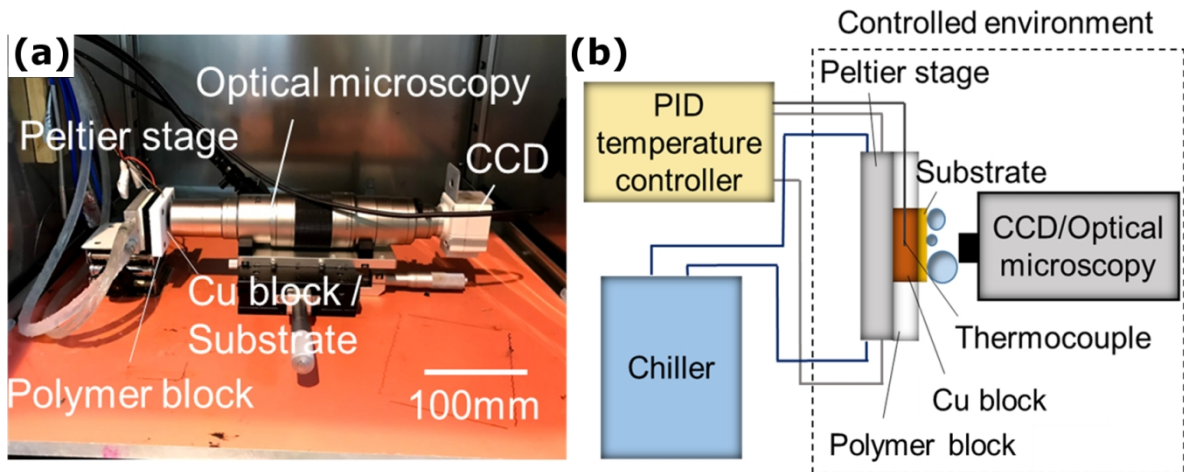 (a)
Optical microscopy
Peltier stage
CCD
Cu block /
Substrate
Polymer block
100mm
(b)
Controlled environment
Peltier stage
PID
temperature
controller
Substrate
CCD/Optical
microscopy
Chiller
Thermocouple
Cu block
Polymer block